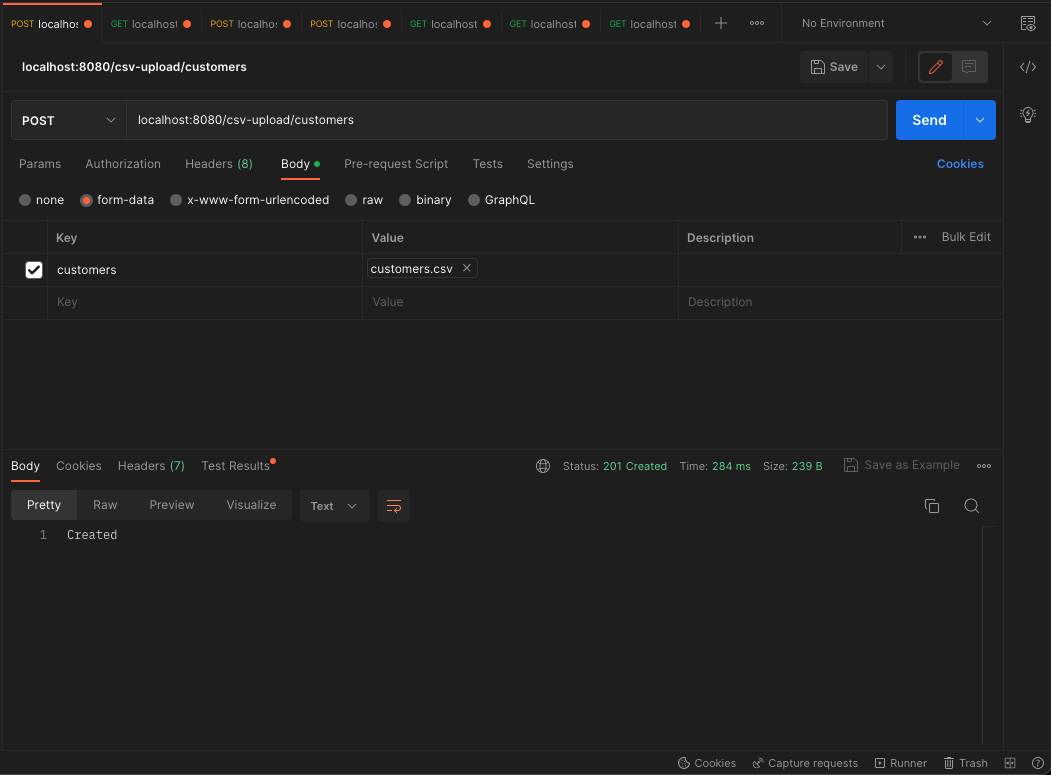 POST localhos GET localhost POST localhos POST localhos GET localhost GET localhost GET localhost No Environment
localhost:8080/csv-upload/customers Save
POST localhost:8080/csv-upload/customers Send
Params Authorization Headers (8) Body Pre-request Script Tests Settings Cookies
none form-data x-www-form-urlencoded raw binary GraphQL
Key Value Description Bulk Edit
customers customers.csv
Key Value Description
Body Cookies Headers (7) Test Results Status: 201 Created Time: 284 ms Size: 239 B Save as Example
Pretty Raw Preview Visualize Text
1 Created
Cookies Capture requests Runner Trash